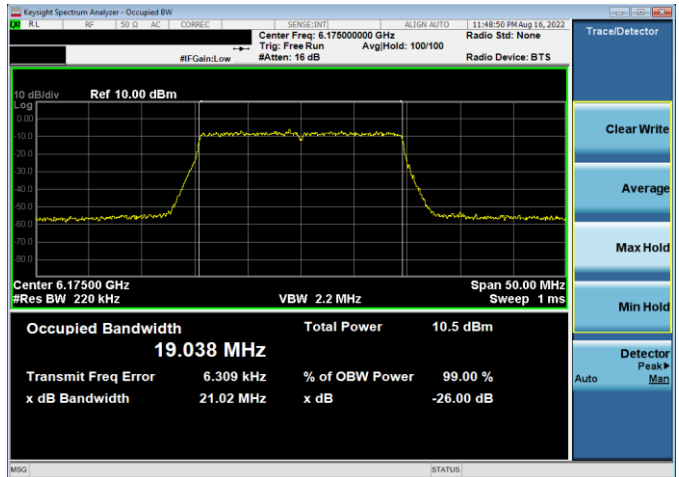 Keysight Spectrum Analyzer - Occupied BW
RL RF 50 Ω AC CORREC SENSE:INT ALIGN AUTO 11:48:50 PM Aug 16, 2022
Center Freq: 6.175000000 GHz Radio Std: None
Trig: Free Run Avg|Hold: 100/100
#IFGain:Low #Atten: 16 dB Radio Device: BTS
Trace/Detector
10 dB/div Ref 10.00 dBm
Log
0.00
-10.0
-20.0
-30.0
-40.0
-50.0
-60.0
-70.0
-80.0
Center 6.17500 GHz Span 50.00 MHz
#Res BW 220 kHz VBW 2.2 MHz Sweep 1 ms
Occupied Bandwidth Total Power 10.5 dBm
19.038 MHz
Transmit Freq Error 6.309 kHz % of OBW Power 99.00 %
x dB Bandwidth 21.02 MHz x dB -26.00 dB
Clear Write
Average
Max Hold
Min Hold
Detector
Peak▶
Auto Man
MSG STATUS